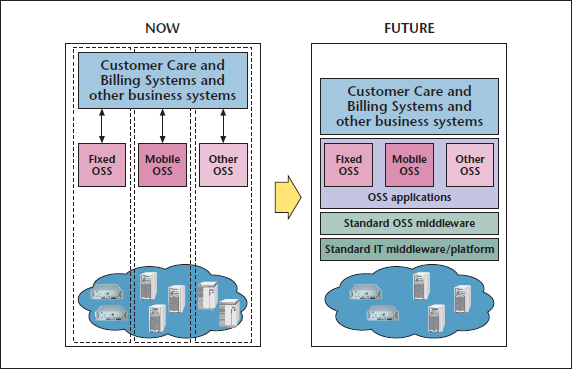 NOW
Customer Care and
Billing Systems and
other business systems
Fixed
OSS
Mobile
OSS
Other
OSS
FUTURE
Customer Care and
Billing Systems and
other business systems
Fixed
OSS
Mobile
OSS
Other
OSS
OSS applications
Standard OSS middleware
Standard IT middleware/platform